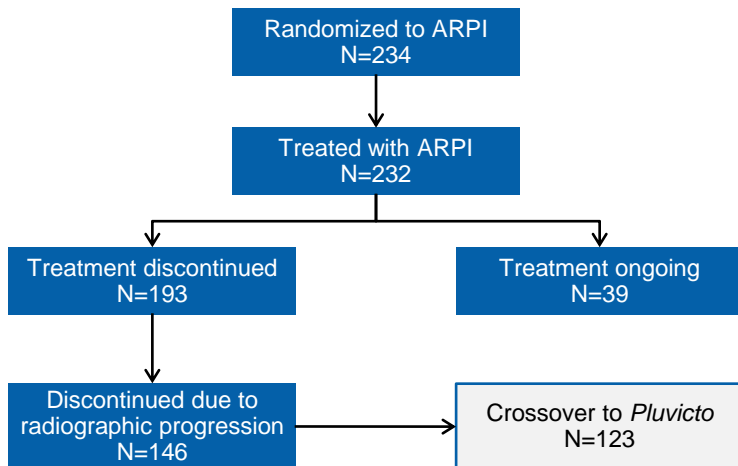 Randomized to ARPI
N=234
Treated with ARPI
N=232
Treatment discontinued
N=193
Treatment ongoing
N=39
Discontinued due to
radiographic progression
N=146
Crossover to Pluvicto
N=123